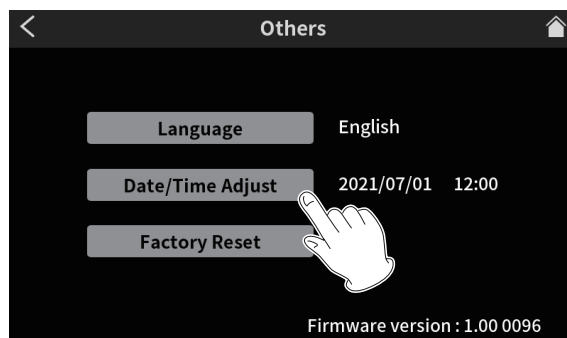 Others
Language English
Date/Time Adjust 2021/07/01 12:00
Factory Reset
Firmware version : 1.00 0096